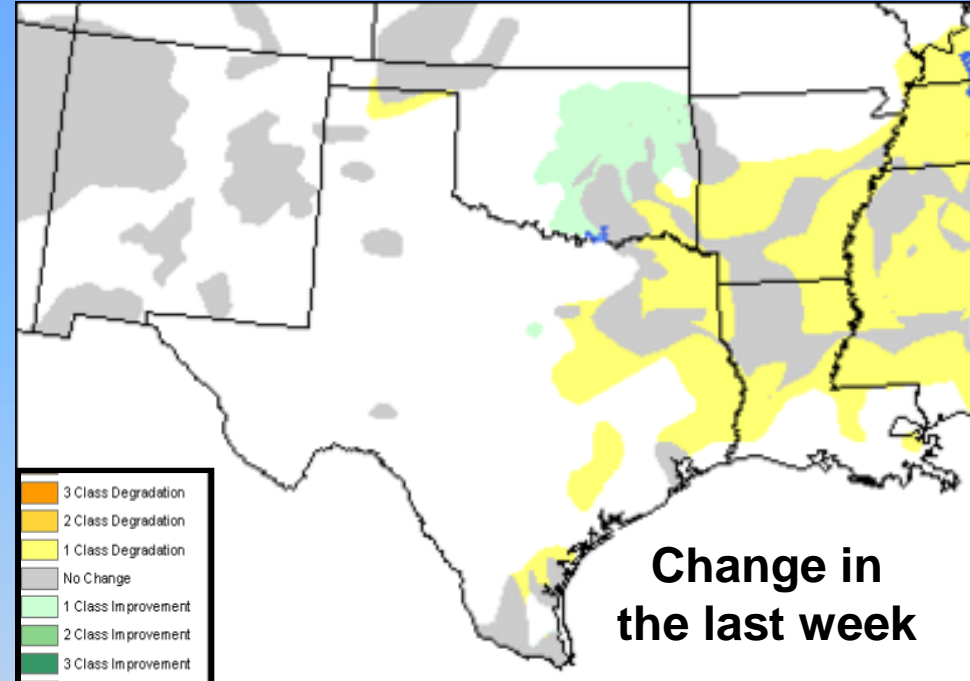 3 Class Degradation
2 Class Degradation
1 Class Degradation
No Change
1 Class Improvement
2 Class Improvement
3 Class Improvement
Change in
the last week